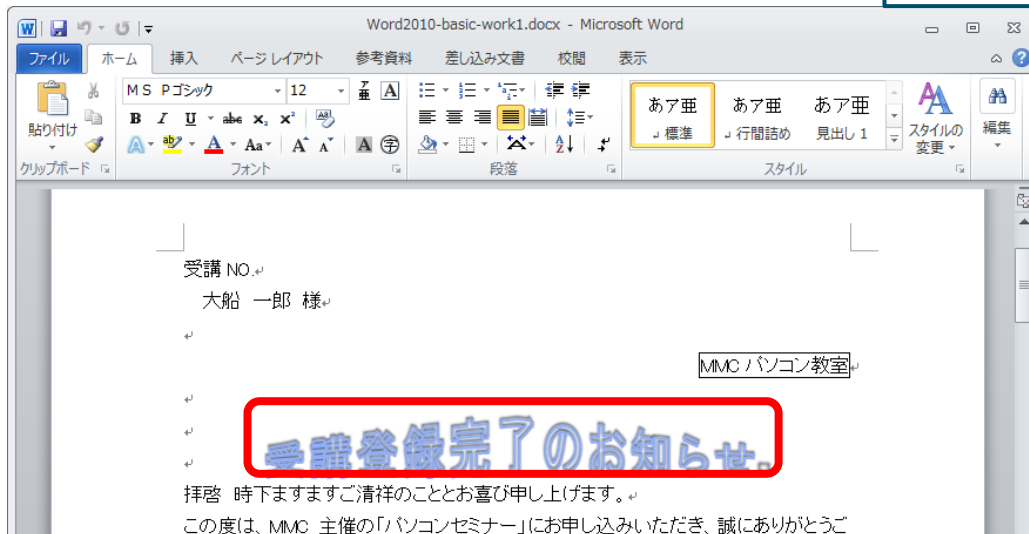 Word2010-basic-work1.docx - Microsoft Word
ファイル ホーム 挿入 ページ レイアウト 参考資料 差し込み文書 校閲 表示
貼り付け
MS Pゴシック 12
B I U abc x₂ x²
Aa A A
クリップボード フォント 段落
あア亜 あア亜 あア亜
標準 行間詰め 見出し 1
スタイルの変更
スタイル
編集
受講 NO.
大船 一郎 様
MMC パソコン教室
受講登録完了のお知らせ
拝啓 時下ますますご清祥のこととお喜び申し上げます。
この度は、MMC 主催の「パソコンセミナー」にお申し込みいただき、誠にありがとうご